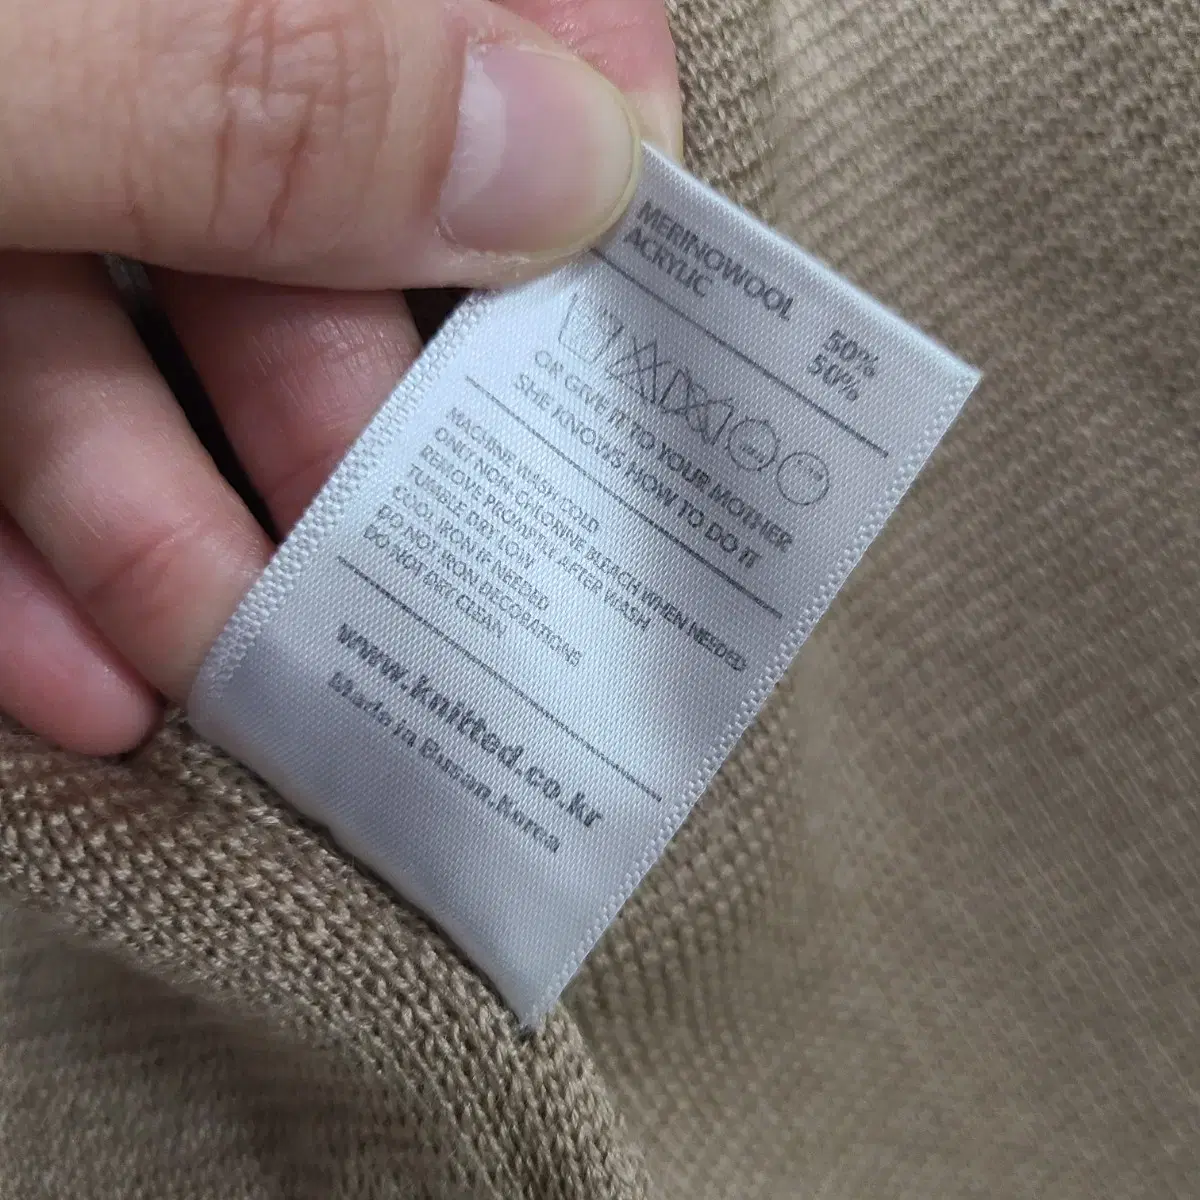 MERINOWOOL 50%
ACRYLIC 50%
OR GIVE IT TO YOUR MOTHER
SHE KNOWS HOW TO DO IT
MACHINE WASH COLD
ONLY NON-CHLORINE BLEACH WHEN NEEDED
REMOVE PROMPTLY AFTER WASH
TUMBLE DRY LOW
COOL IRON IF NEEDED
DO NOT IRON DECORATIONS
DO NOT DRY CLEAN
www.knitted.co.kr
Made in Busan.Korea